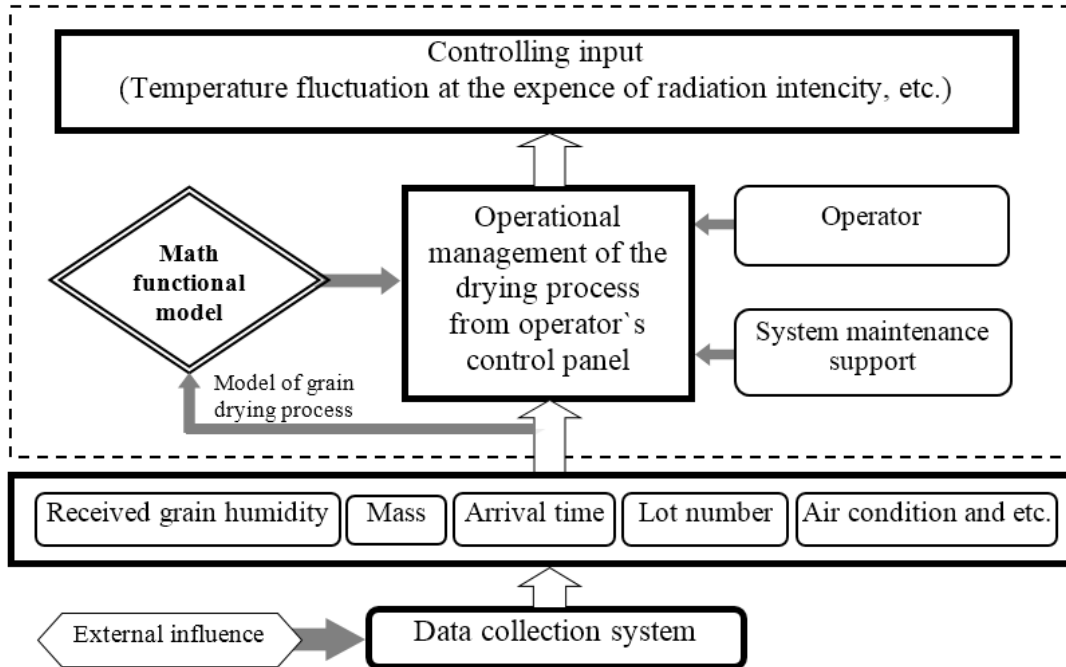 Controlling input
(Temperature fluctuation at the expence of radiation intencity, etc.)
Math
functional
model
Operational
management of the
drying process
from operator`s
control panel
Operator
System maintenance
support
Model of grain
drying process
Received grain humidity
Mass
Arrival time
Lot number
Air condition and etc.
External influence
Data collection system